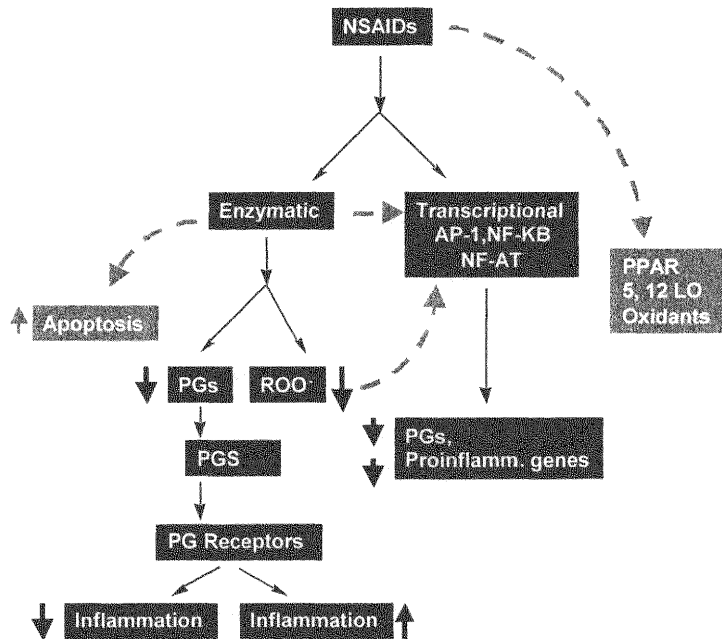 NSAIDs
Enzymatic
Transcriptional
AP-1,NF-KB
NF-AT
PPAR
5, 12 LO
Oxidants
Apoptosis
PGs
ROO·
PGS
PGs,
Proinflamm. genes
PG Receptors
Inflammation
Inflammation